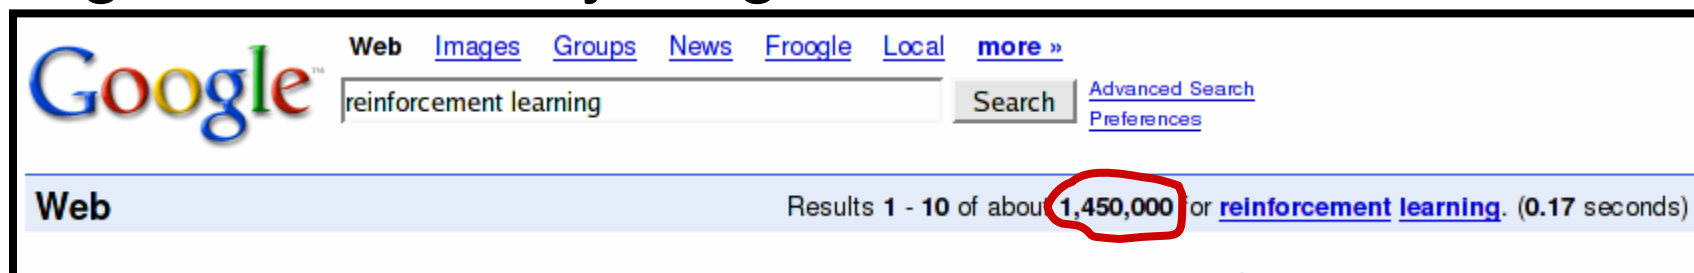 Web Images Groups News Froogle Local more »
Google™
reinforcement learning Search Advanced Search
Preferences
Web Results 1 - 10 of about 1,450,000 for reinforcement learning. (0.17 seconds)